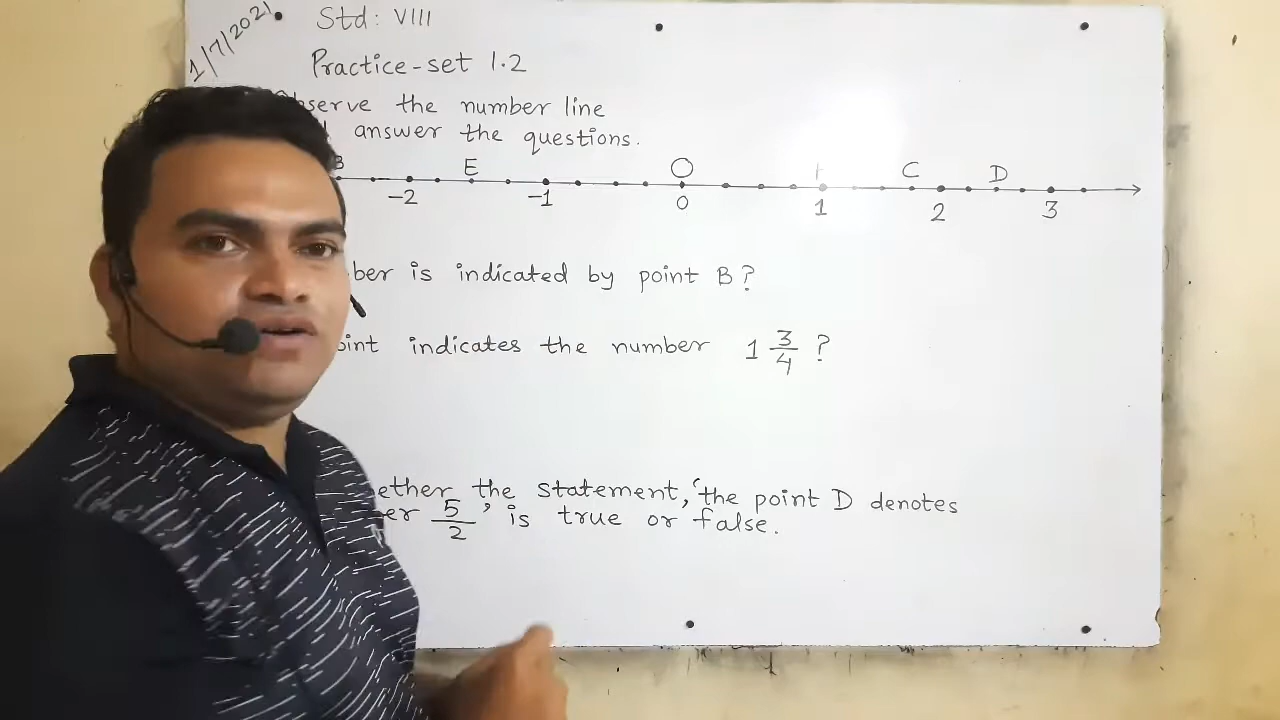 1/7/2021
Std: VIII
Practice-set 1.2
Observe the number line
answer the questions.
B E O C D
-2 -1 0 1 2 3
ber is indicated by point B?
oint indicates the number 1 3/4 ?
ether the statement, 'the point D denotes
er 5/2' is true or false.